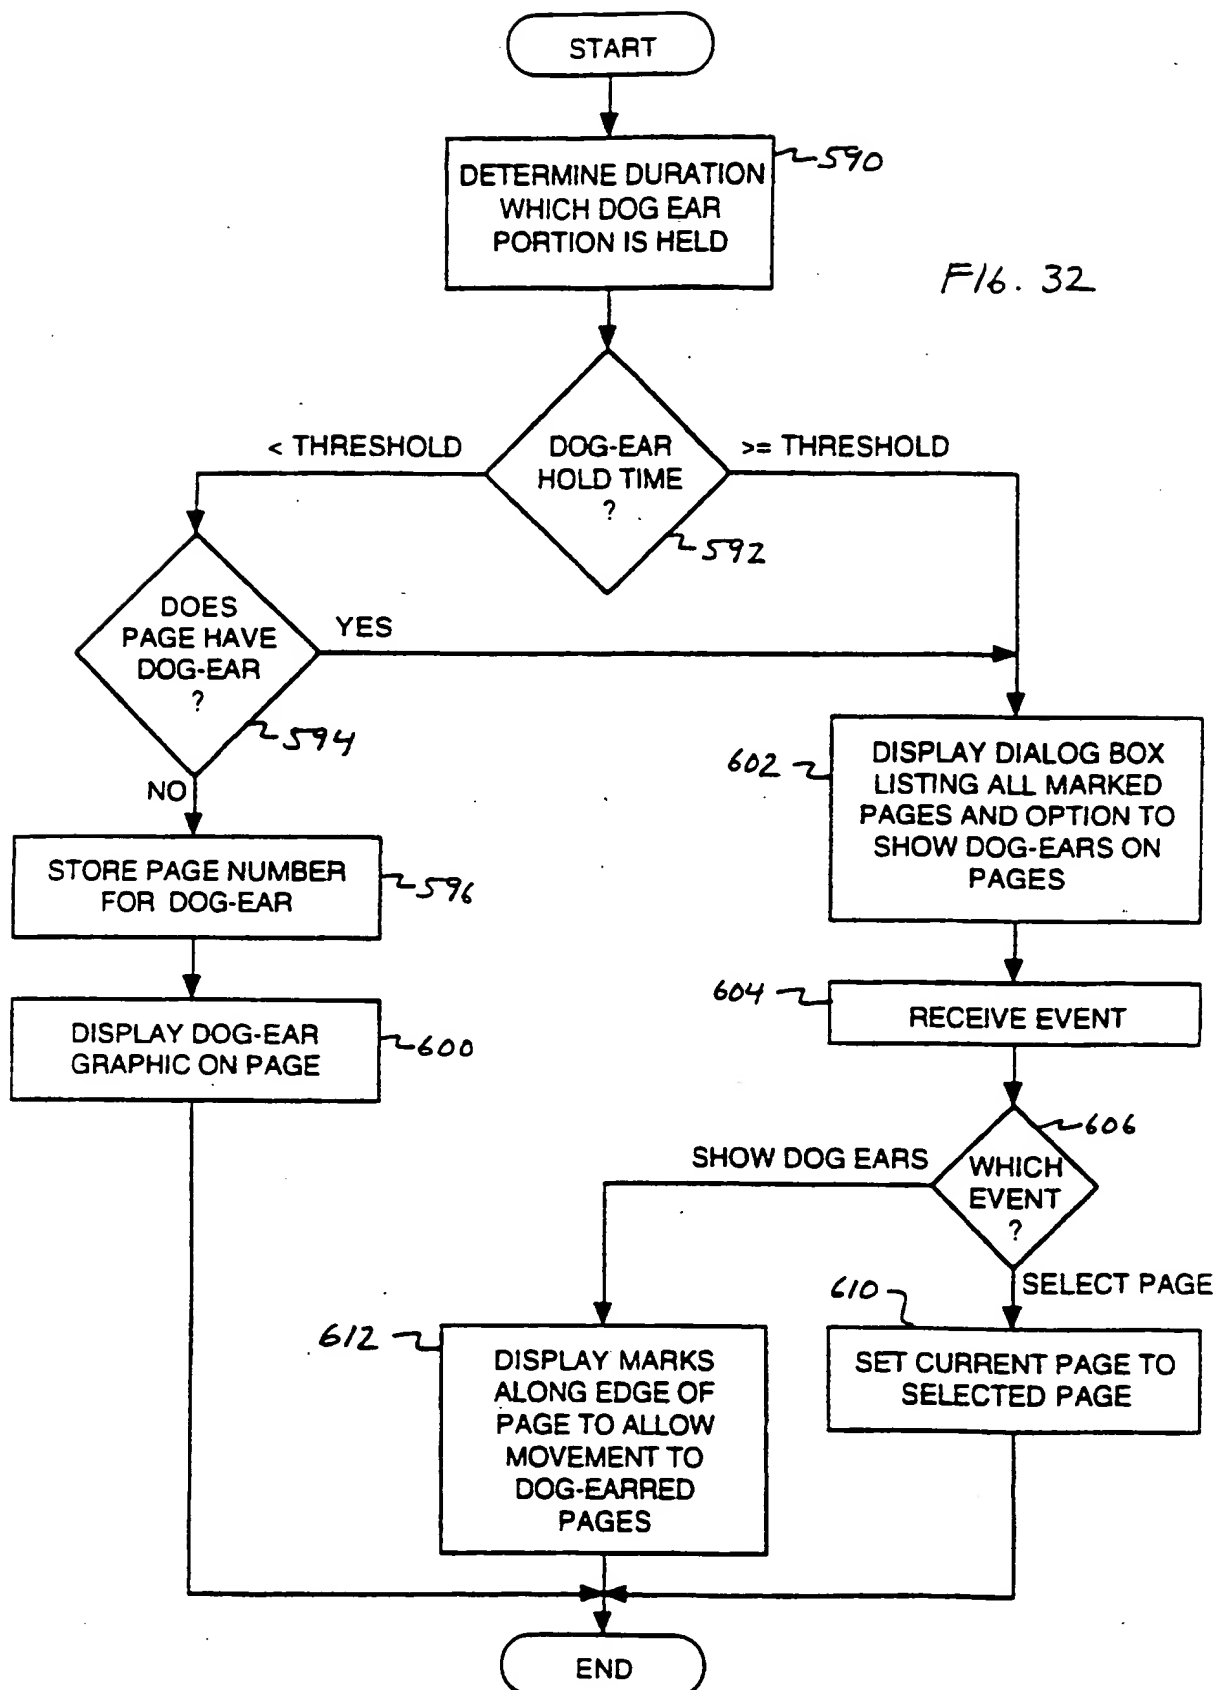 START
DETERMINE DURATION
WHICH DOG EAR
PORTION IS HELD
590
FIG. 32
DOG-EAR
HOLD TIME
?
592
< THRESHOLD
>= THRESHOLD
DOES
PAGE HAVE
DOG-EAR
?
594
YES
NO
STORE PAGE NUMBER
FOR DOG-EAR
596
DISPLAY DOG-EAR
GRAPHIC ON PAGE
600
602
DISPLAY DIALOG BOX
LISTING ALL MARKED
PAGES AND OPTION TO
SHOW DOG-EARS ON
PAGES
604
RECEIVE EVENT
606
WHICH
EVENT
?
SHOW DOG EARS
SELECT PAGE
610
SET CURRENT PAGE TO
SELECTED PAGE
612
DISPLAY MARKS
ALONG EDGE OF
PAGE TO ALLOW
MOVEMENT TO
DOG-EARRED
PAGES
END